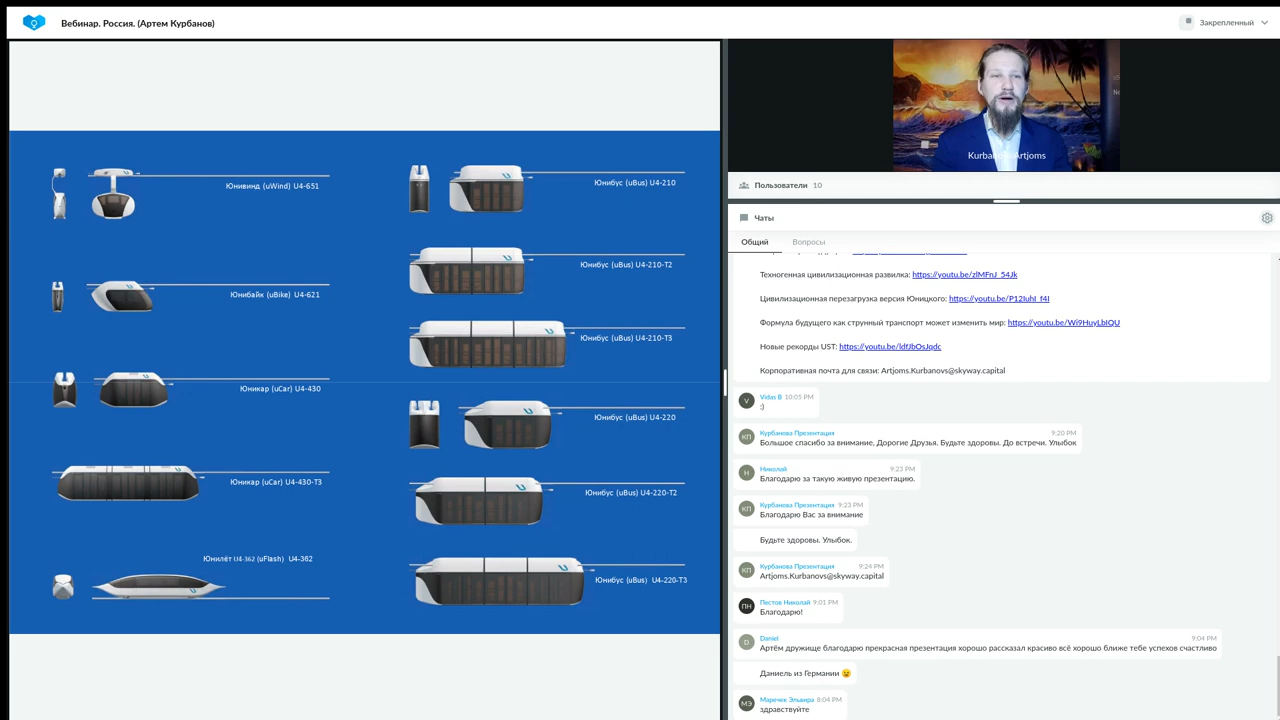 Вебинар. Россия. (Артем Курбанов)
Закрепленный
Юнивинд (uWind) U4-651
Юнибайк (uBike) U4-621
Юникар (uCar) U4-430
Юникар (uCar) U4-430-T3
Юнилёт U4-362 (uFlash) U4-362
Юнибус (uBus) U4-210
Юнибус (uBus) U4-210-T2
Юнибус (uBus) U4-210-T3
Юнибус (uBus) U4-220
Юнибус (uBus) U4-220-T2
Юнибус (uBus) U4-220-T3
Пользователи 10
Чаты
Общий Вопросы
Техногенная цивилизационная развилка: https://youtu.be/zlMFnJ_54Jk
Цивилизационная перезагрузка версия Юницкого: https://youtu.be/P12IuhI_f4I
Формула будущего как струнный транспорт может изменить мир: https://youtu.be/Wi9HuyLbIQU
Новые рекорды UST: https://youtu.be/ldfJbOsJqdc
Корпоративная почта для связи: Artjoms.Kurbanovs@skyway.capital
V Vidas B 10:05 PM
:)
КП Курбанова Презентация 9:20 PM
Большое спасибо за внимание, Дорогие Друзья. Будьте здоровы. До встречи. Улыбок
Н Николай 9:23 PM
Благодарю за такую живую презентацию.
КП Курбанова Презентация 9:23 PM
Благодарю Вас за внимание
Будьте здоровы. Улыбок.
КП Курбанова Презентация 9:24 PM
Artjoms.Kurbanovs@skyway.capital
ПН Пестов Николай 9:01 PM
Благодарю!
D Daniel 9:04 PM
Артём дружище благодарю прекрасная презентация хорошо рассказал красиво всё хорошо ближе тебе успехов счастливо
Даниель из Германии 😉
МЭ Маречек Эльвира 8:04 PM
здравствуйте